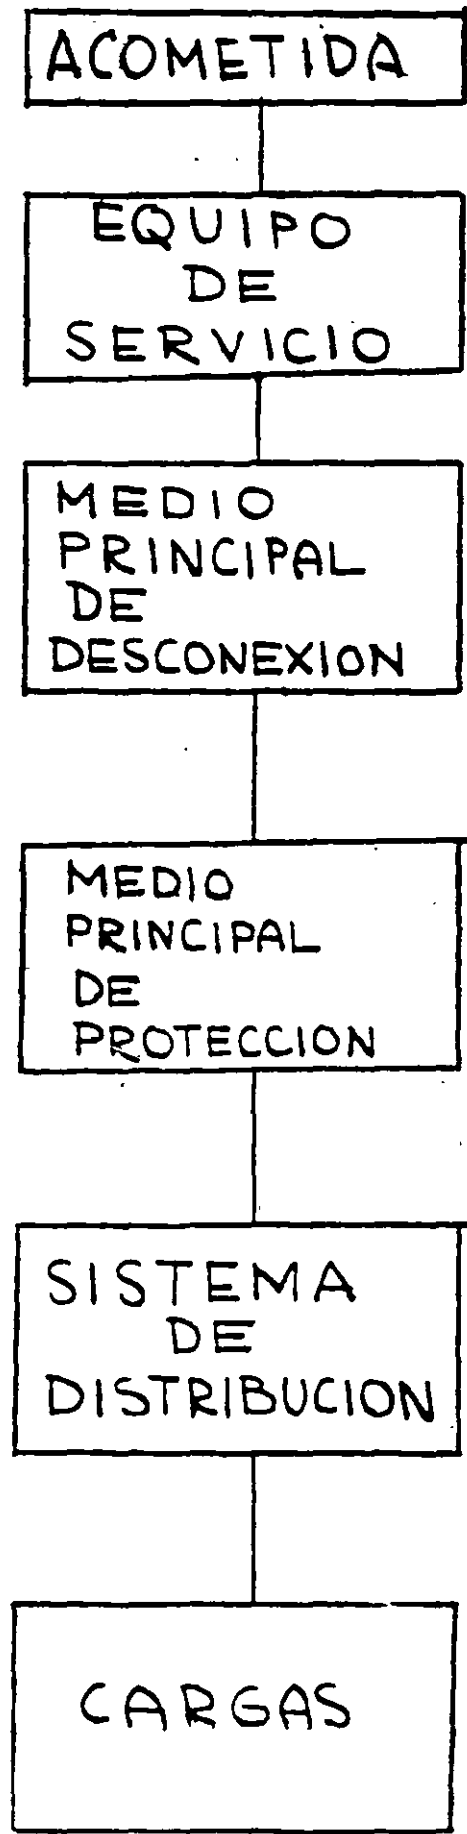 ACOMETIDA
EQUIPO
DE
SERVICIO
MEDIO
PRINCIPAL
DE
DESCONEXION
MEDIO
PRINCIPAL
DE
PROTECCION
SISTEMA
DE
DISTRIBUCION
CARGAS